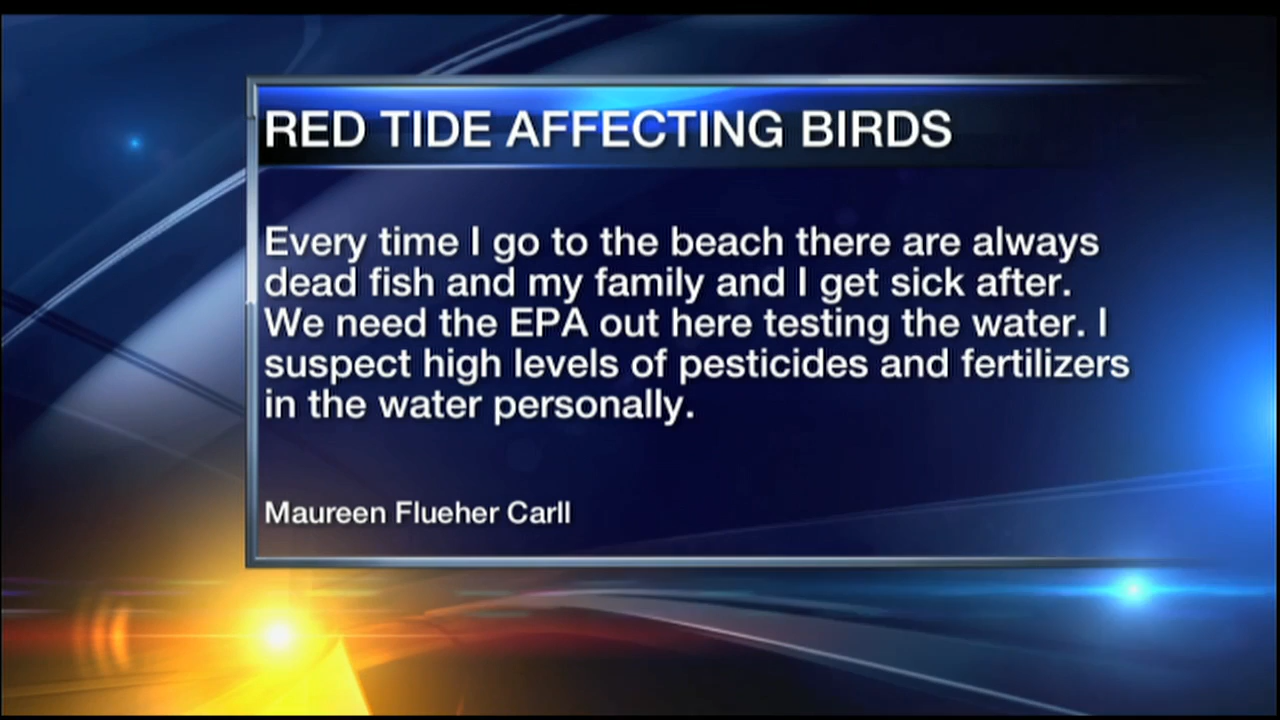 RED TIDE AFFECTING BIRDS
Every time I go to the beach there are always
dead fish and my family and I get sick after.
We need the EPA out here testing the water. I
suspect high levels of pesticides and fertilizers
in the water personally.
Maureen Flueher Carll